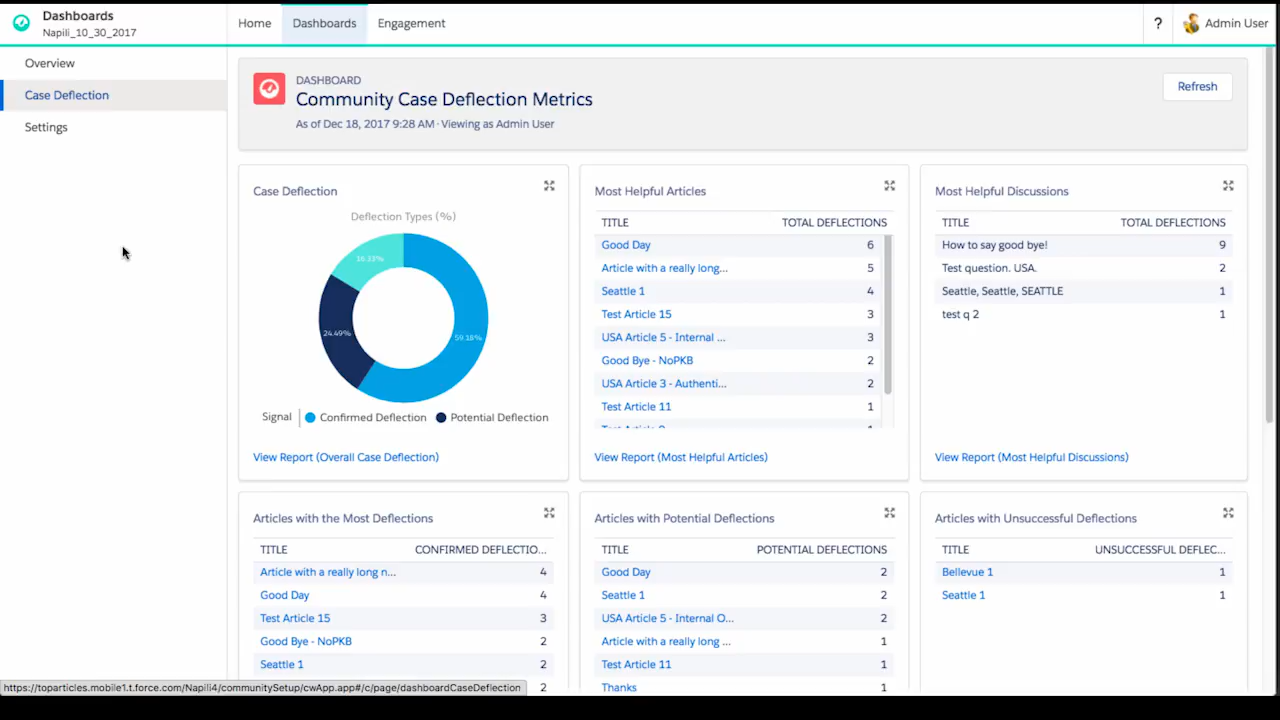 Dashboards
Napili_10_30_2017
Home
Dashboards
Engagement
?
Admin User
Overview
Case Deflection
Settings
DASHBOARD
Community Case Deflection Metrics
As of Dec 18, 2017 9:28 AM · Viewing as Admin User
Refresh
Case Deflection
Deflection Types (%)
16.33%
24.49%
59.18%
Signal
Confirmed Deflection
Potential Deflection
View Report (Overall Case Deflection)
Most Helpful Articles
TITLE TOTAL DEFLECTIONS
Good Day 6
Article with a really long... 5
Seattle 1 4
Test Article 15 3
USA Article 5 - Internal ... 3
Good Bye - NoPKB 2
USA Article 3 - Authenti... 2
Test Article 11 1
View Report (Most Helpful Articles)
Most Helpful Discussions
TITLE TOTAL DEFLECTIONS
How to say good bye! 9
Test question. USA. 2
Seattle, Seattle, SEATTLE 1
test q 2 1
View Report (Most Helpful Discussions)
Articles with the Most Deflections
TITLE CONFIRMED DEFLECTIO...
Article with a really long n... 4
Good Day 4
Test Article 15 3
Good Bye - NoPKB 2
Seattle 1 2
2
Articles with Potential Deflections
TITLE POTENTIAL DEFLECTIONS
Good Day 2
Seattle 1 2
USA Article 5 - Internal O... 2
Article with a really long ... 1
Test Article 11 1
Thanks 1
Articles with Unsuccessful Deflections
TITLE UNSUCCESSFUL DEFLEC...
Bellevue 1 1
Seattle 1 1
https://toparticles.mobile1.t.force.com/Napili4/communitySetup/cwApp.app#/c/page/dashboardCaseDeflection